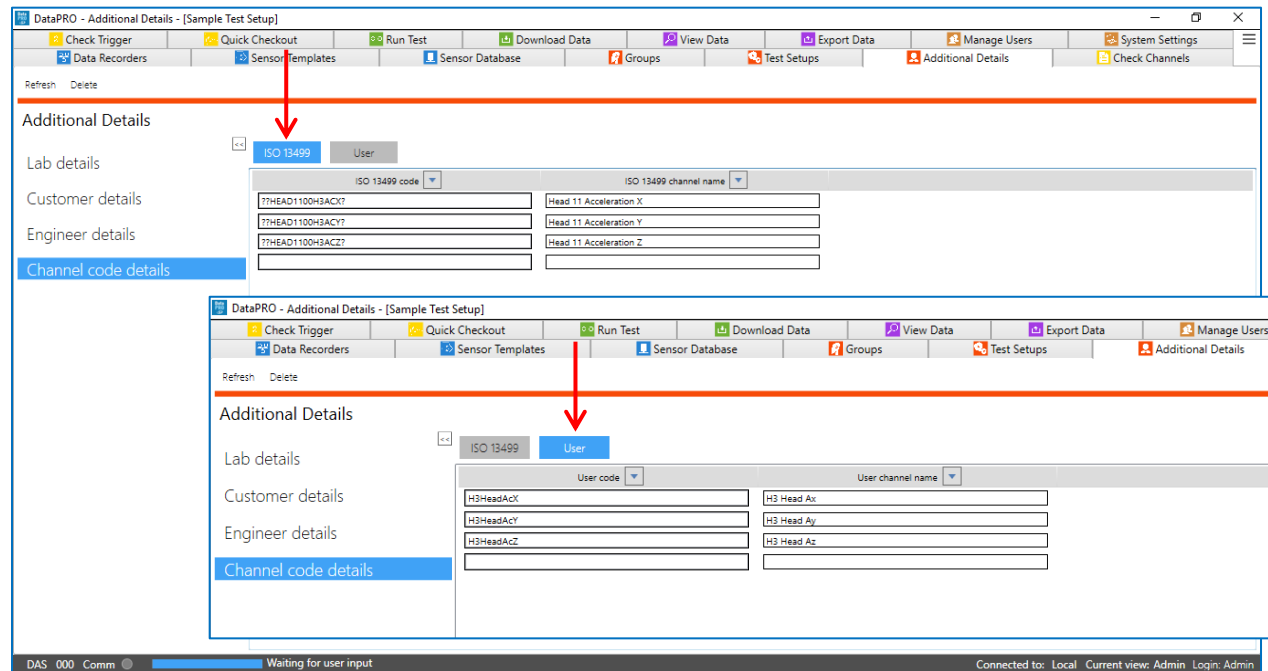 DataPRO - Additional Details - [Sample Test Setup]
Check Trigger Quick Checkout Run Test Download Data View Data Export Data Manage Users System Settings
Data Recorders Sensor Templates Sensor Database Groups Test Setups Additional Details Check Channels
Refresh Delete
Additional Details
<<
ISO 13499 User
Lab details
Customer details
Engineer details
Channel code details
ISO 13499 code ISO 13499 channel name
??HEAD1100H3ACX? Head 11 Acceleration X
??HEAD1100H3ACY? Head 11 Acceleration Y
??HEAD1100H3ACZ? Head 11 Acceleration Z
DataPRO - Additional Details - [Sample Test Setup]
Check Trigger Quick Checkout Run Test Download Data View Data Export Data Manage Users
Data Recorders Sensor Templates Sensor Database Groups Test Setups Additional Details
Refresh Delete
Additional Details
<<
ISO 13499 User
Lab details
Customer details
Engineer details
Channel code details
User code User channel name
H3HeadAcX H3 Head Ax
H3HeadAcY H3 Head Ay
H3HeadAcZ H3 Head Az
DAS 000 Comm Waiting for user input Connected to: Local Current view: Admin Login: Admin